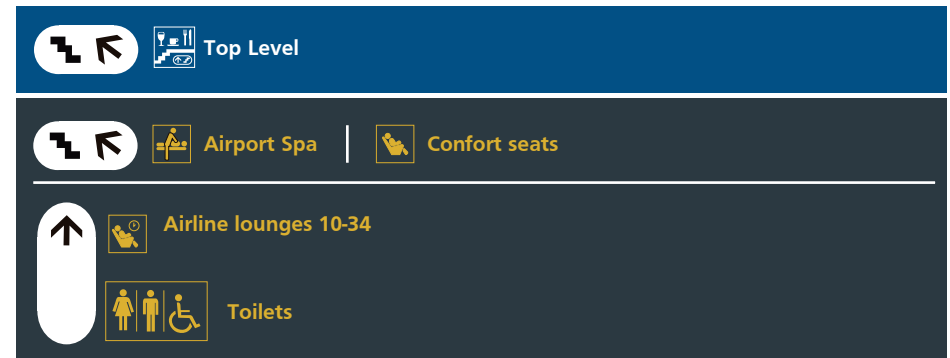 Top Level
Airport Spa
Confort seats
Airline lounges 10-34
Toilets